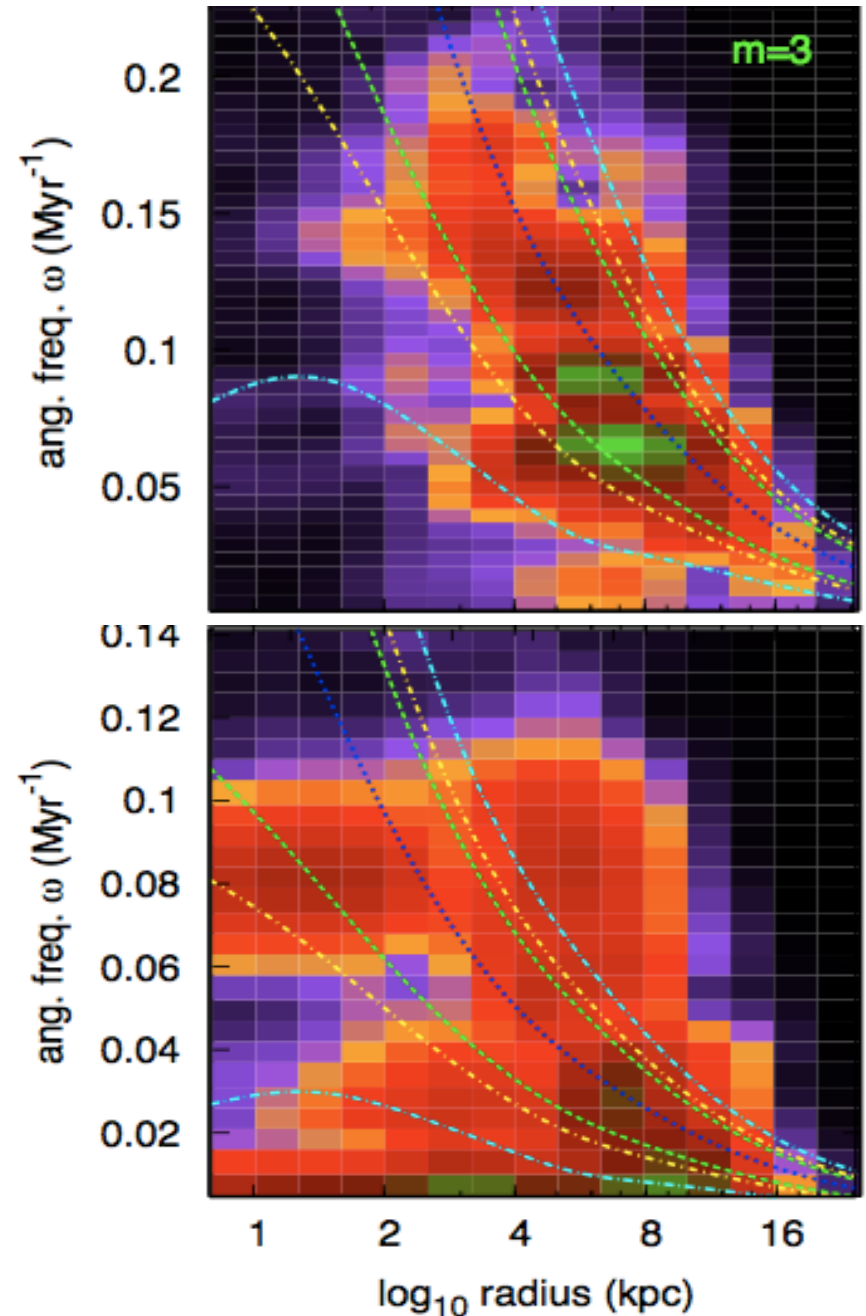 m=3
0.2
0.15
0.1
0.05
ang. freq. ω (Myr⁻¹)
0.14
0.12
0.1
0.08
0.06
0.04
0.02
ang. freq. ω (Myr⁻¹)
1 2 4 8 16
log₁₀ radius (kpc)